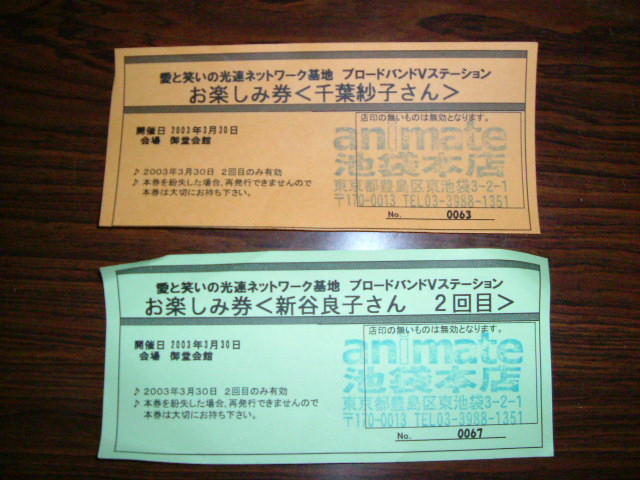 愛と笑いの光速ネットワーク基地 ブロードバンドVステーション
お楽しみ券＜千葉紗子さん＞
開催日 2003年3月30日
会場 御堂会館
店印の無いものは無効となります。
animate
池袋本店
東京都豊島区東池袋3-2-1
〒170-0013 TEL03-3988-1351
♪ 2003年3月30日 2回目のみ有効
♪ 本券を紛失した場合、再発行できませんので
本券は大切にお持ち下さい。
No. 0063
愛と笑いの光速ネットワーク基地 ブロードバンドVステーション
お楽しみ券＜新谷良子さん 2回目＞
開催日 2003年3月30日
会場 御堂会館
店印の無いものは無効となります。
animate
池袋本店
東京都豊島区東池袋3-2-1
〒170-0013 TEL03-3988-1351
♪ 2003年3月30日 2回目のみ有効
♪ 本券を紛失した場合、再発行できませんので
本券は大切にお持ち下さい。
No. 0067